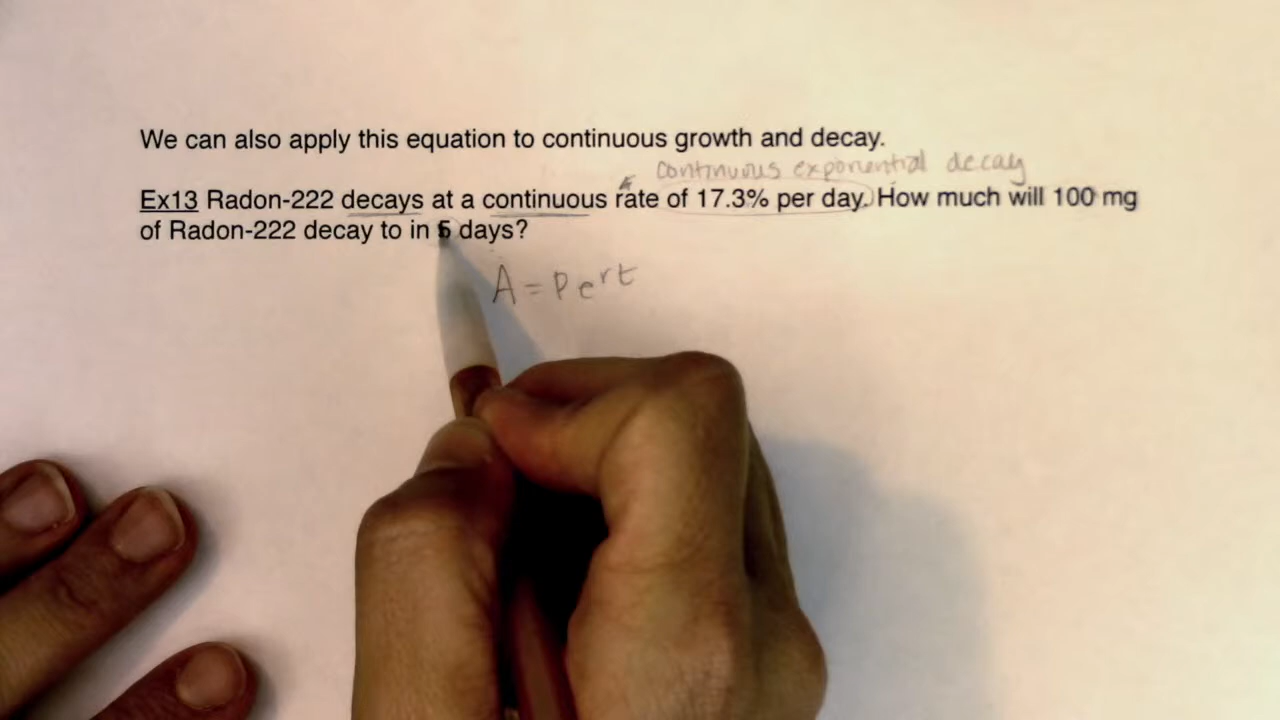 We can also apply this equation to continuous growth and decay.
continuous exponential decay
Ex13 Radon-222 decays at a continuous rate of 17.3% per day. How much will 100 mg
of Radon-222 decay to in 5 days?
A = Pe^rt